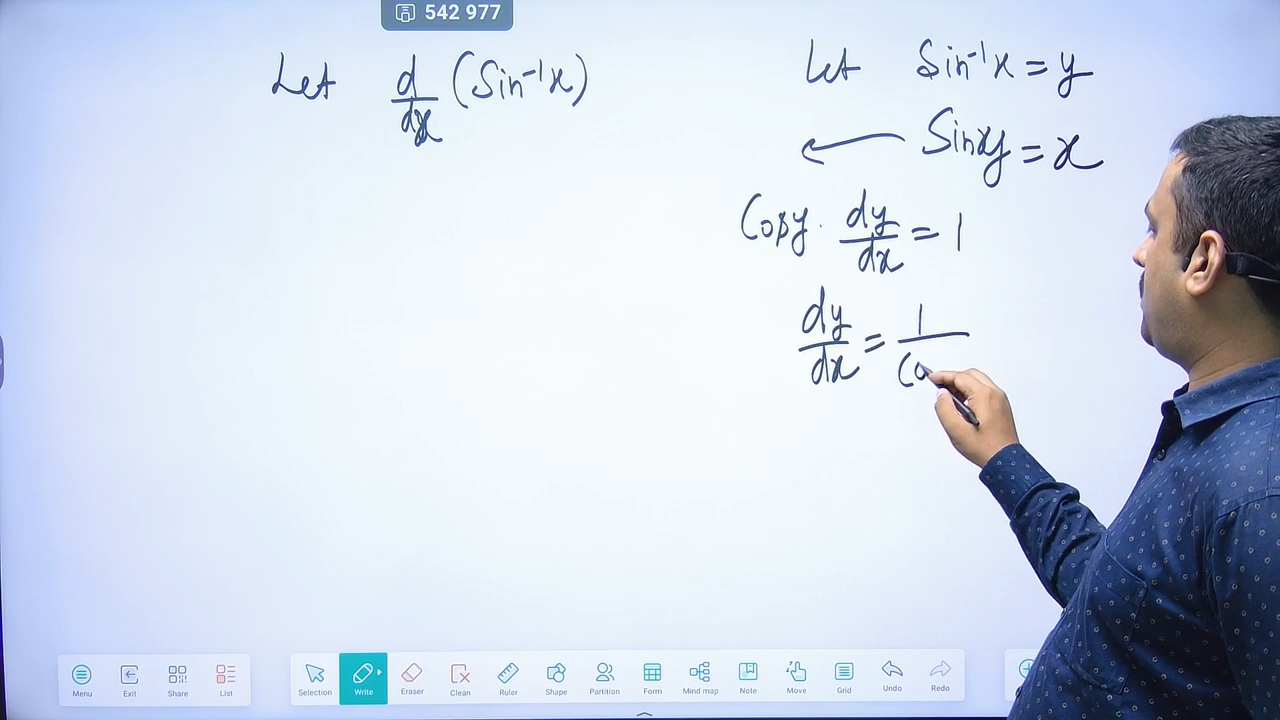 542 977
Let d/dx (Sin⁻¹x)
Let Sin⁻¹x = y
Siny = x
Cosy · dy/dx = 1
dy/dx = 1/(o
Menu Exit Share List Selection Write Eraser Clean Ruler Shape Partition Form Mind map Note Move Grid Undo Redo